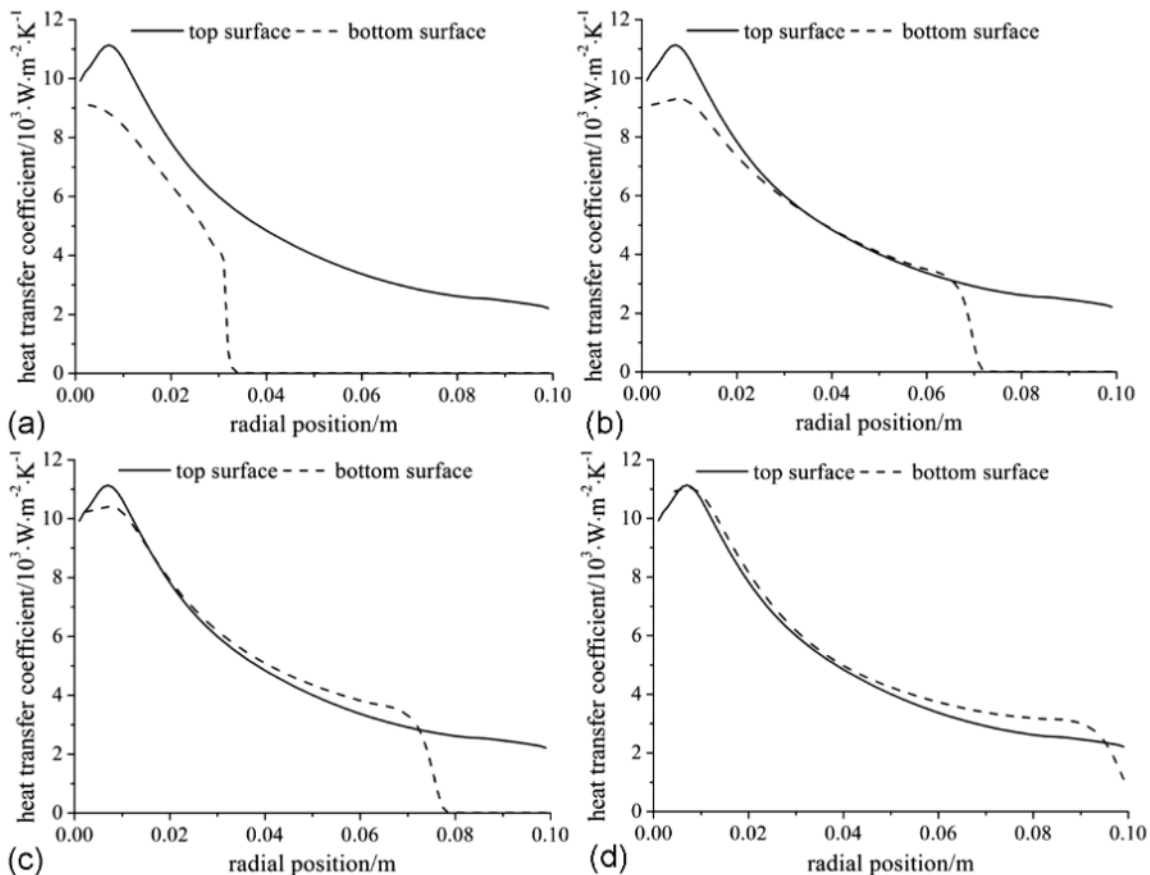 heat transfer coefficient/10³·W·m⁻²·K⁻¹
12
10
8
6
4
2
0
top surface
bottom surface
0.00 0.02 0.04 0.06 0.08 0.10
radial position/m
(a)
heat transfer coefficient/10³·W·m⁻²·K⁻¹
12
10
8
6
4
2
0
top surface
bottom surface
0.00 0.02 0.04 0.06 0.08 0.10
radial position/m
(b)
heat transfer coefficient/10³·W·m⁻²·K⁻¹
12
10
8
6
4
2
0
top surface
bottom surface
0.00 0.02 0.04 0.06 0.08 0.10
radial position/m
(c)
heat transfer coefficient/10³·W·m⁻²·K⁻¹
12
10
8
6
4
2
0
top surface
bottom surface
0.00 0.02 0.04 0.06 0.08 0.10
radial position/m
(d)